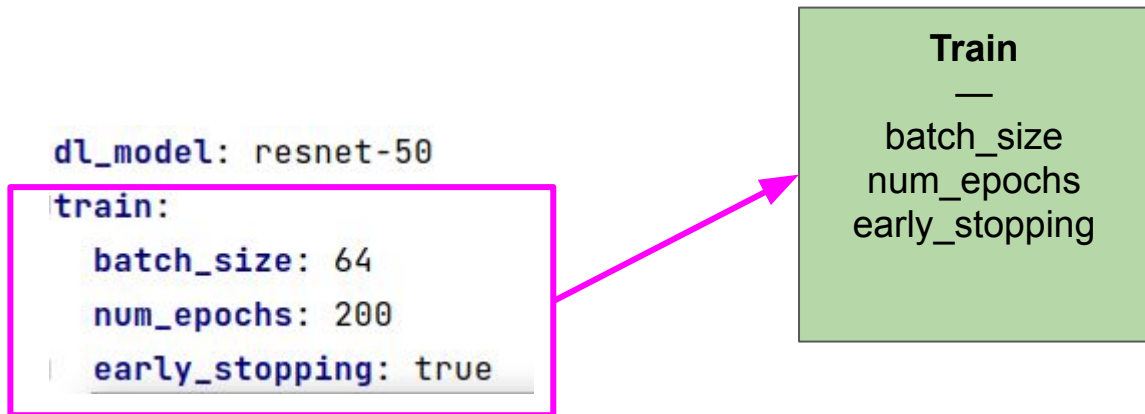 dl_model: resnet-50
train:
  batch_size: 64
  num_epochs: 200
  early_stopping: true
Train
—
batch_size
num_epochs
early_stopping